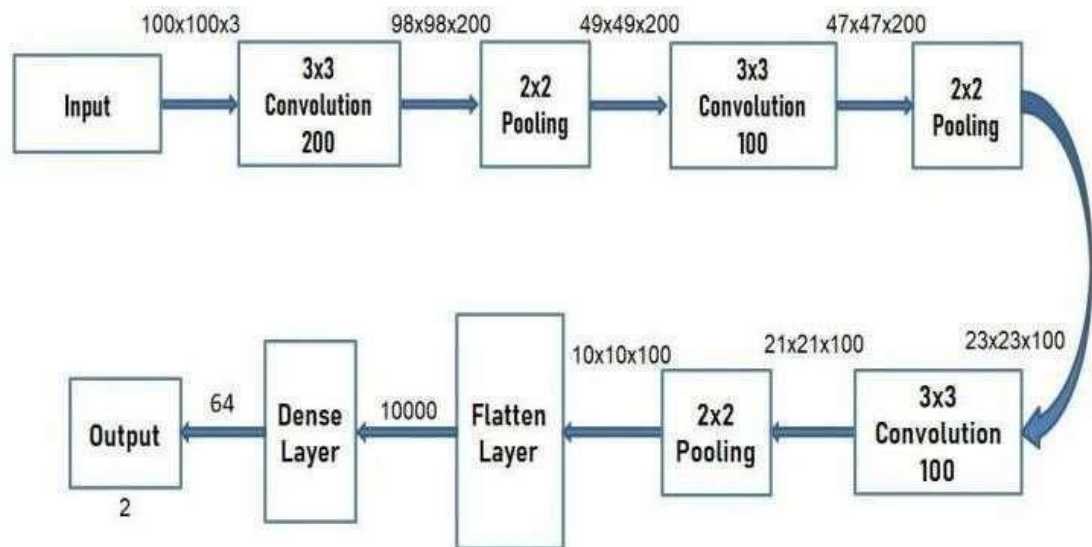 100x100x3
98x98x200
49x49x200
47x47x200
Input
3x3
Convolution
200
2x2
Pooling
3x3
Convolution
100
2x2
Pooling
23x23x100
3x3
Convolution
100
21x21x100
2x2
Pooling
10x10x100
Flatten
Layer
10000
Dense
Layer
64
Output
2